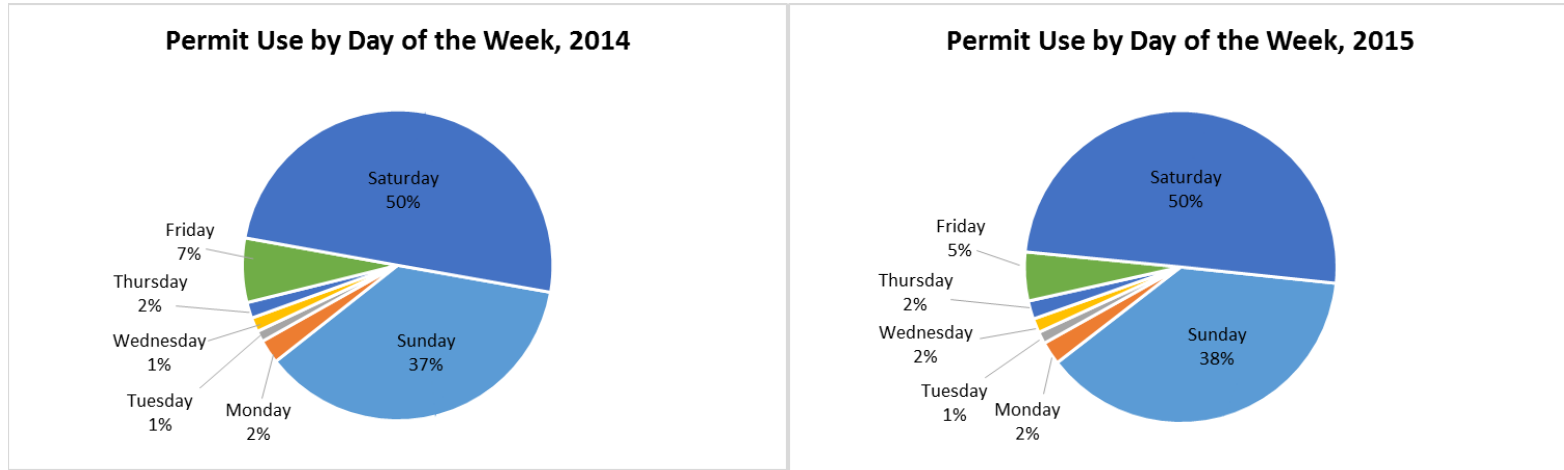 Permit Use by Day of the Week, 2014
Saturday
50%
Friday
7%
Thursday
2%
Wednesday
1%
Tuesday
1%
Monday
2%
Sunday
37%
Permit Use by Day of the Week, 2015
Saturday
50%
Friday
5%
Thursday
2%
Wednesday
2%
Tuesday
1%
Monday
2%
Sunday
38%